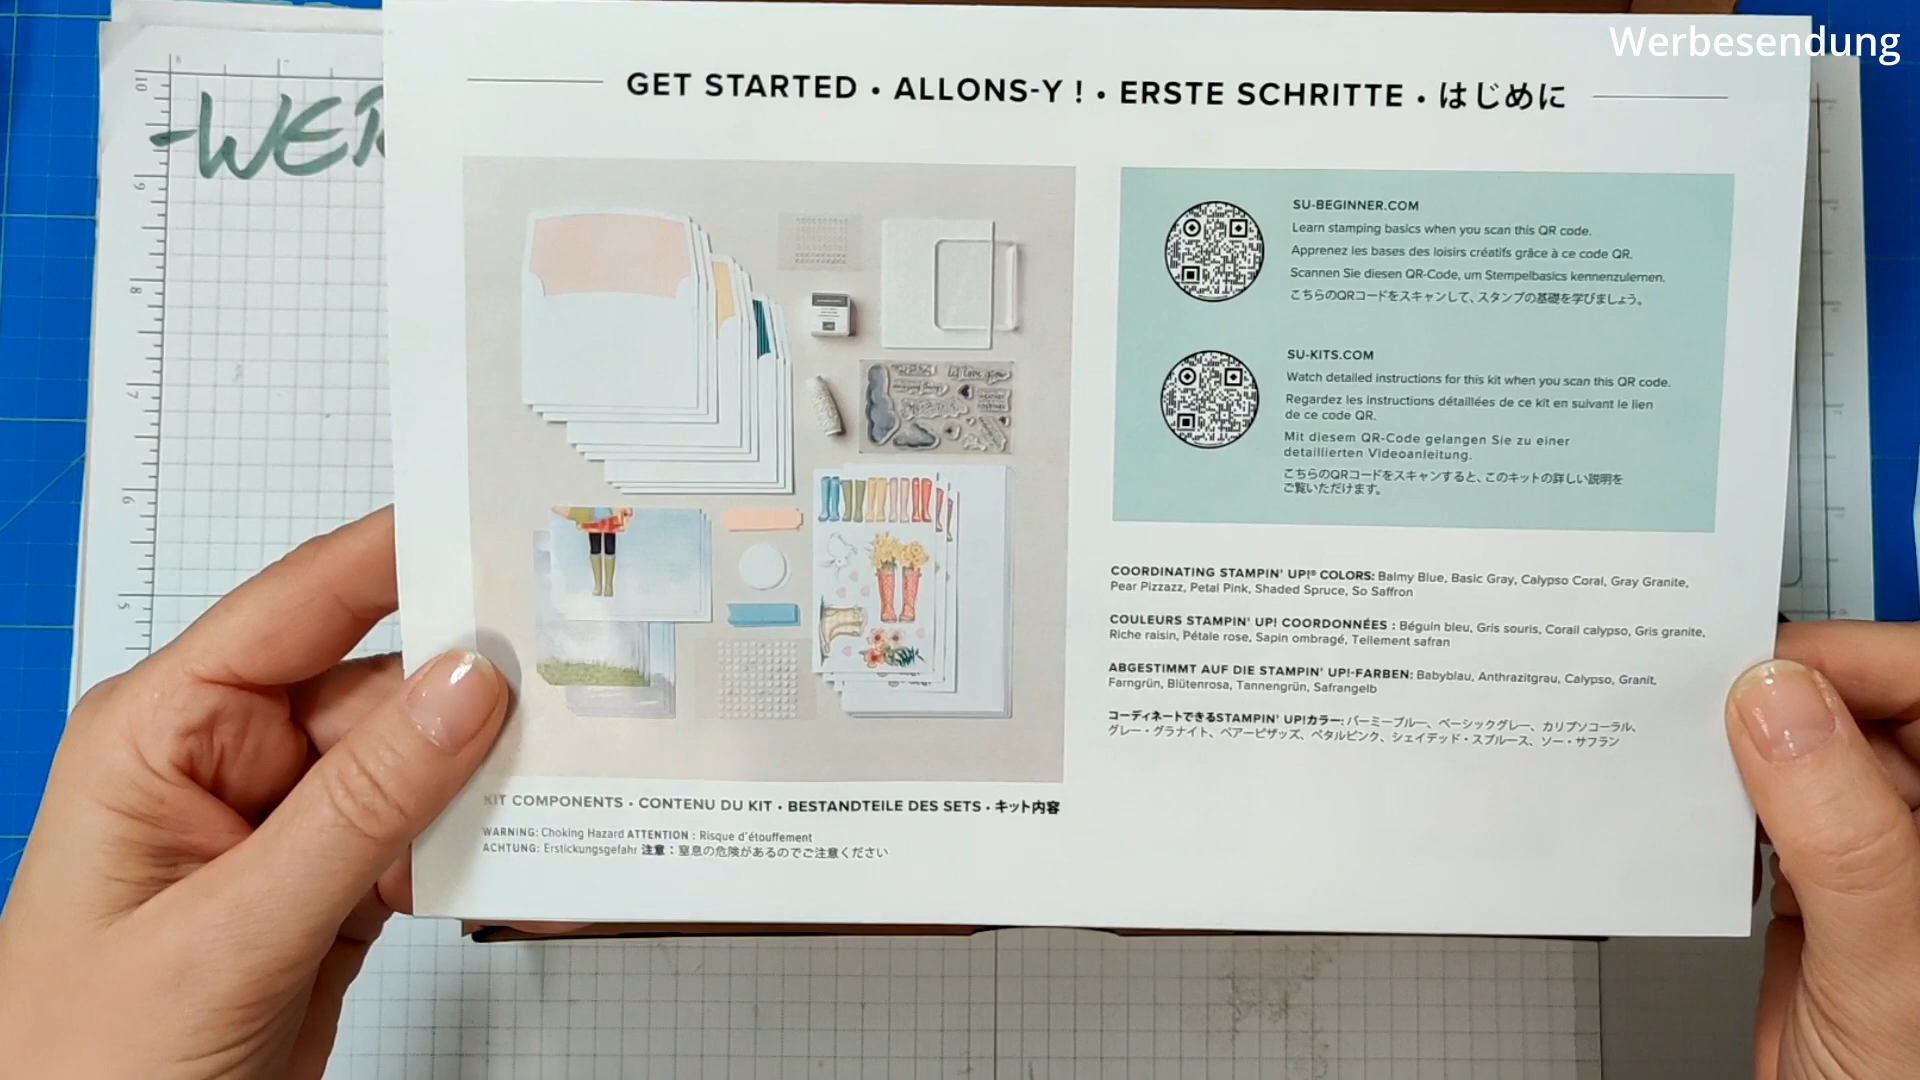 Werbesendung
-WER
GET STARTED • ALLONS-Y ! • ERSTE SCHRITTE • はじめに
SU-BEGINNER.COM
Learn stamping basics when you scan this QR code.
Apprenez les bases des loisirs créatifs grâce à ce code QR.
Scannen Sie diesen QR-Code, um Stempelbasics kennenzulernen.
こちらのQRコードをスキャンして、スタンプの基礎を学びましょう。
SU-KITS.COM
Watch detailed instructions for this kit when you scan this QR code.
Regardez les instructions détaillées de ce kit en suivant le lien
de ce code QR.
Mit diesem QR-Code gelangen Sie zu einer
detaillierten Videoanleitung.
こちらのQRコードをスキャンすると、このキットの詳しい説明を
ご覧いただけます。
COORDINATING STAMPIN' UP!® COLORS: Balmy Blue, Basic Gray, Calypso Coral, Gray Granite,
Pear Pizzazz, Petal Pink, Shaded Spruce, So Saffron
COULEURS STAMPIN' UP! COORDONNÉES : Béguin bleu, Gris souris, Corail calypso, Gris granite,
Riche raisin, Pétale rose, Sapin ombragé, Tellement safran
ABGESTIMMT AUF DIE STAMPIN' UP!-FARBEN: Babyblau, Anthrazitgrau, Calypso, Granit,
Farngrün, Blütenrosa, Tannengrün, Safrangelb
コーディネートできるSTAMPIN' UP!カラー: バーミーブルー、ベーシックグレー、カリプソコーラル、
グレー・グラナイト、ペアーピザッズ、ペタルピンク、シェイデッド・スプルース、ソー・サフラン
KIT COMPONENTS • CONTENU DU KIT • BESTANDTEILE DES SETS • キット内容
WARNING: Choking Hazard ATTENTION : Risque d'étouffement
ACHTUNG: Erstickungsgefahr 注意：窒息の危険があるのでご注意ください
let love grow
10
9
8
7
6
5